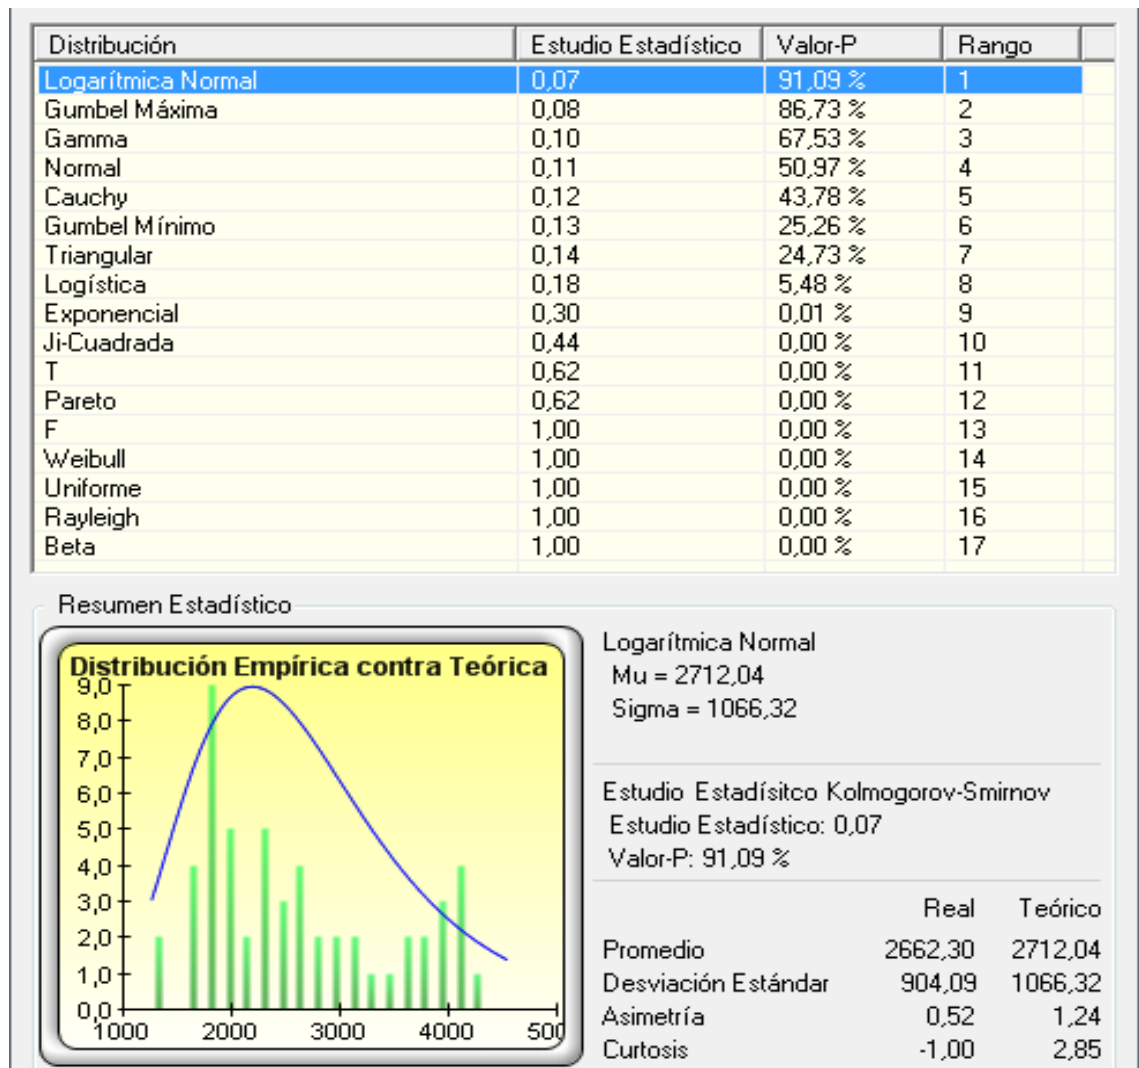 Distribución Estudio Estadístico Valor-P Rango
Logarítmica Normal 0,07 91,09 % 1
Gumbel Máxima 0,08 86,73 % 2
Gamma 0,10 67,53 % 3
Normal 0,11 50,97 % 4
Cauchy 0,12 43,78 % 5
Gumbel Mínimo 0,13 25,26 % 6
Triangular 0,14 24,73 % 7
Logística 0,18 5,48 % 8
Exponencial 0,30 0,01 % 9
Ji-Cuadrada 0,44 0,00 % 10
T 0,62 0,00 % 11
Pareto 0,62 0,00 % 12
F 1,00 0,00 % 13
Weibull 1,00 0,00 % 14
Uniforme 1,00 0,00 % 15
Rayleigh 1,00 0,00 % 16
Beta 1,00 0,00 % 17
Resumen Estadístico
Distribución Empírica contra Teórica
9,0
8,0
7,0
6,0
5,0
4,0
3,0
2,0
1,0
0,0
1000 2000 3000 4000 500
Logarítmica Normal
Mu = 2712,04
Sigma = 1066,32
Estudio Estadísitco Kolmogorov-Smirnov
Estudio Estadístico: 0,07
Valor-P: 91,09 %
Real Teórico
Promedio 2662,30 2712,04
Desviación Estándar 904,09 1066,32
Asimetría 0,52 1,24
Curtosis -1,00 2,85